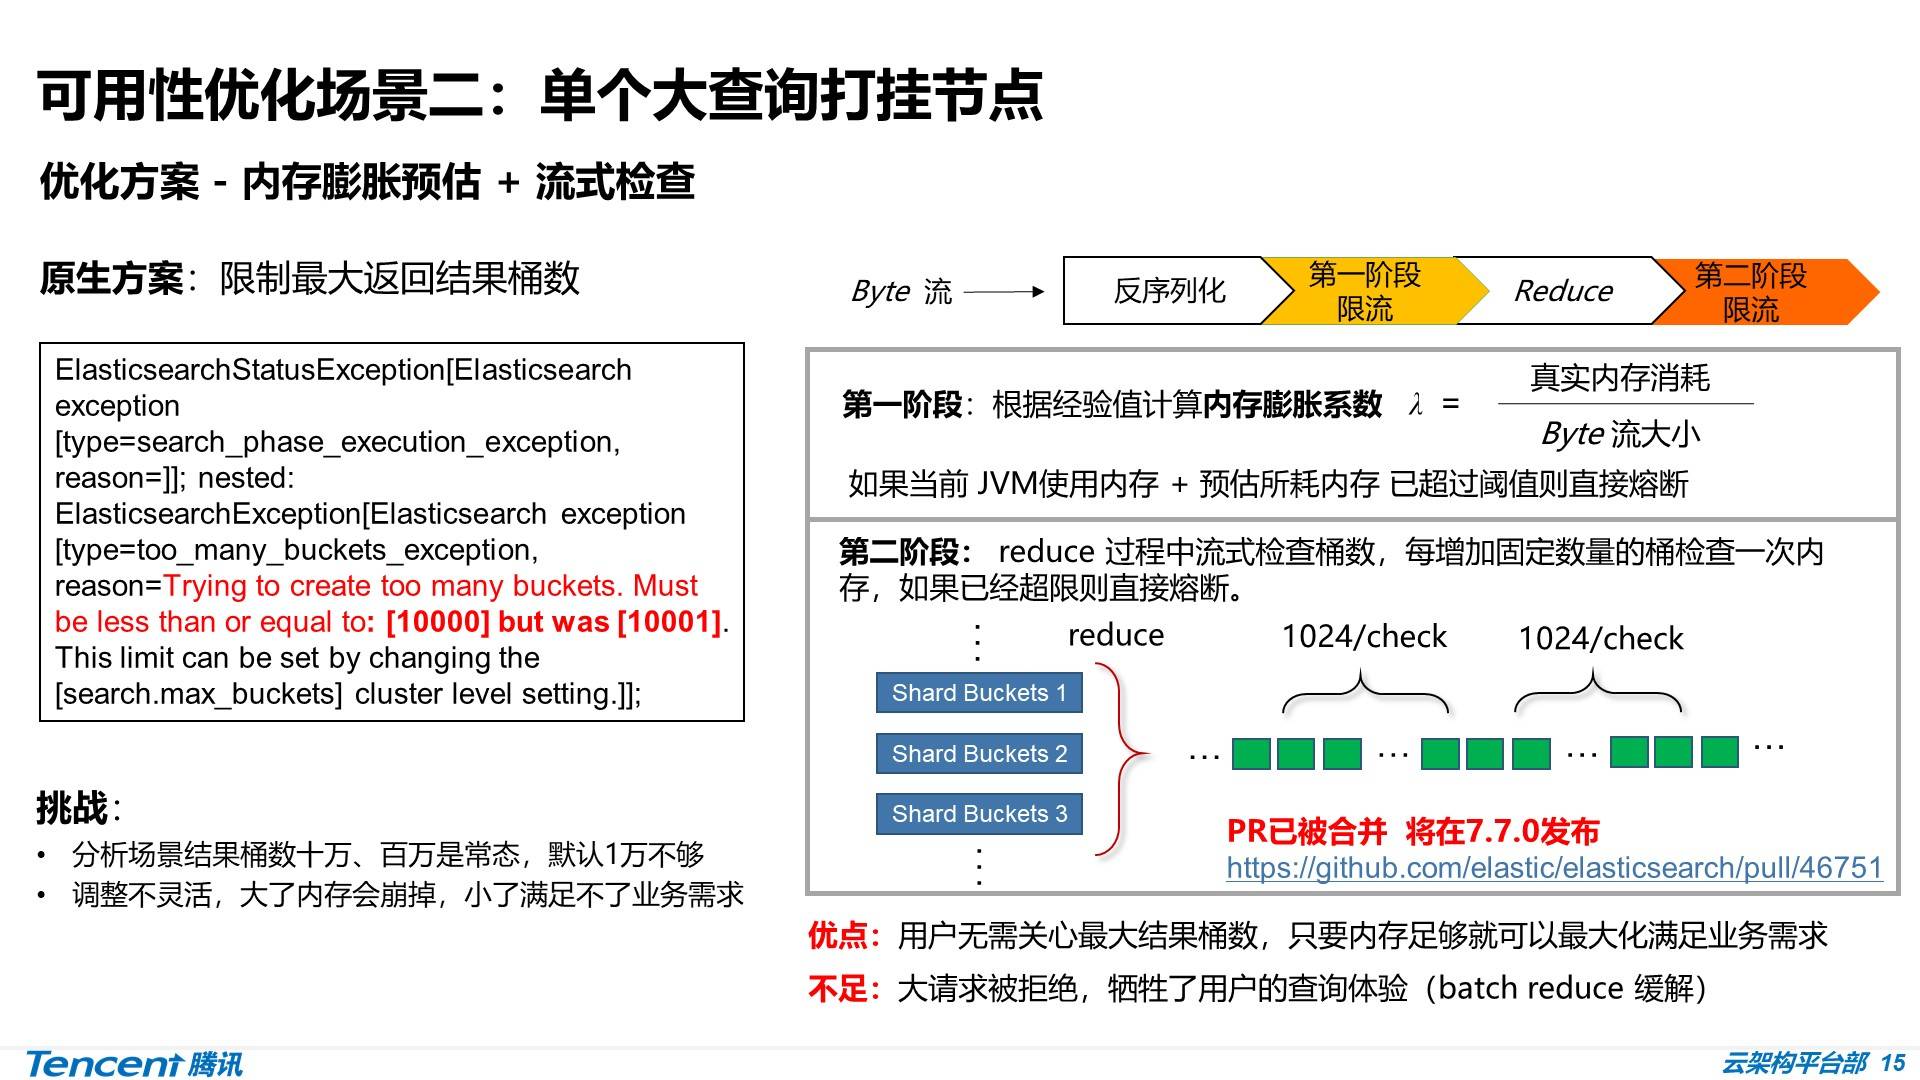 可用性优化场景二：单个大查询打挂节点
优化方案 - 内存膨胀预估 + 流式检查
原生方案：限制最大返回结果桶数
ElasticsearchStatusException[Elasticsearch
exception
[type=search_phase_execution_exception,
reason=]]; nested:
ElasticsearchException[Elasticsearch exception
[type=too_many_buckets_exception,
reason=Trying to create too many buckets. Must
be less than or equal to: [10000] but was [10001].
This limit can be set by changing the
[search.max_buckets] cluster level setting.]];
挑战：
• 分析场景结果桶数十万、百万是常态，默认1万不够
• 调整不灵活，大了内存会崩掉，小了满足不了业务需求
Byte 流
反序列化
第一阶段
限流
Reduce
第二阶段
限流
第一阶段：根据经验值计算内存膨胀系数 λ =
真实内存消耗
Byte 流大小
如果当前 JVM使用内存 + 预估所耗内存 已超过阈值则直接熔断
第二阶段： reduce 过程中流式检查桶数，每增加固定数量的桶检查一次内
存，如果已经超限则直接熔断。
reduce
1024/check
1024/check
Shard Buckets 1
Shard Buckets 2
Shard Buckets 3
… … … …
PR已被合并 将在7.7.0发布
https://github.com/elastic/elasticsearch/pull/46751
优点：用户无需关心最大结果桶数，只要内存足够就可以最大化满足业务需求
不足：大请求被拒绝，牺牲了用户的查询体验（batch reduce 缓解）
Tencent 腾讯
云架构平台部 15